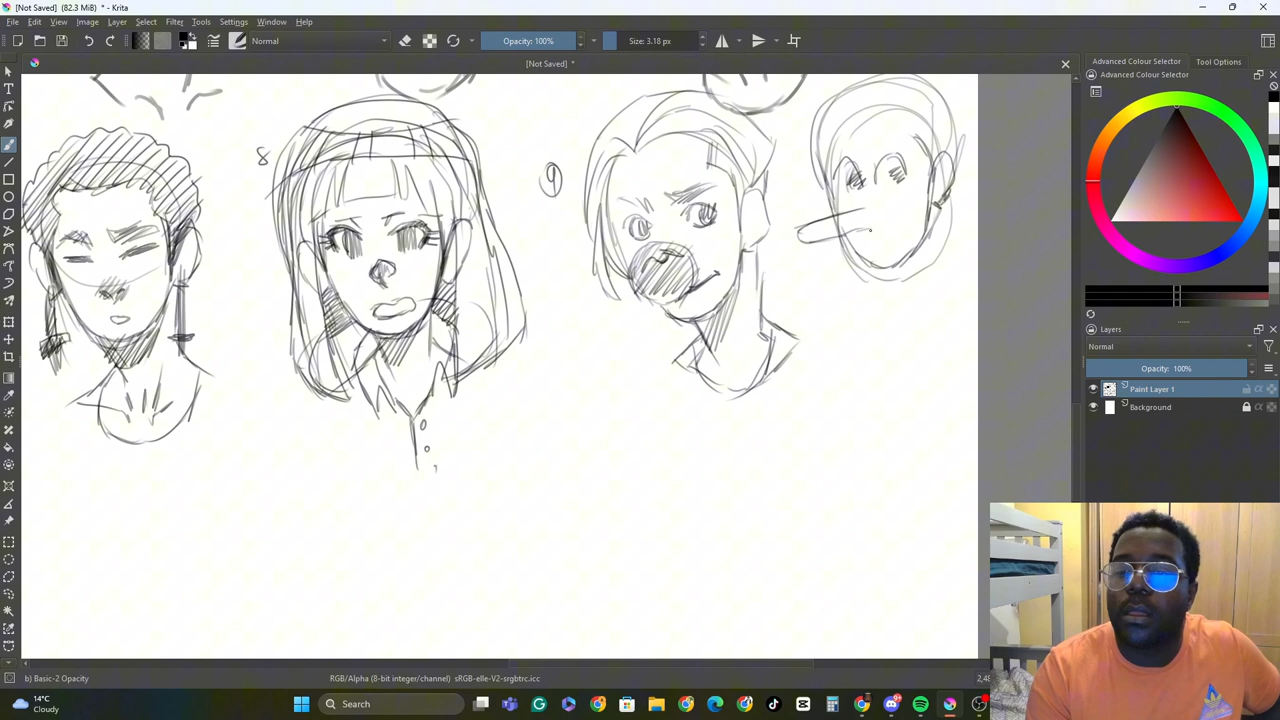 [Not Saved] (82.3 MiB) * - Krita
File Edit View Image Layer Select Filter Tools Settings Window Help
Normal
Opacity: 100%
Size: 3.18 px
[Not Saved] *
Advanced Colour Selector
Tool Options
Advanced Colour Selector
8
9
Layers
Normal
Opacity: 100%
Paint Layer 1
Background
b) Basic-2 Opacity
RGB/Alpha (8-bit integer/channel) sRGB-elle-V2-srgbtrc.icc
2,48
14°C
Cloudy
Search